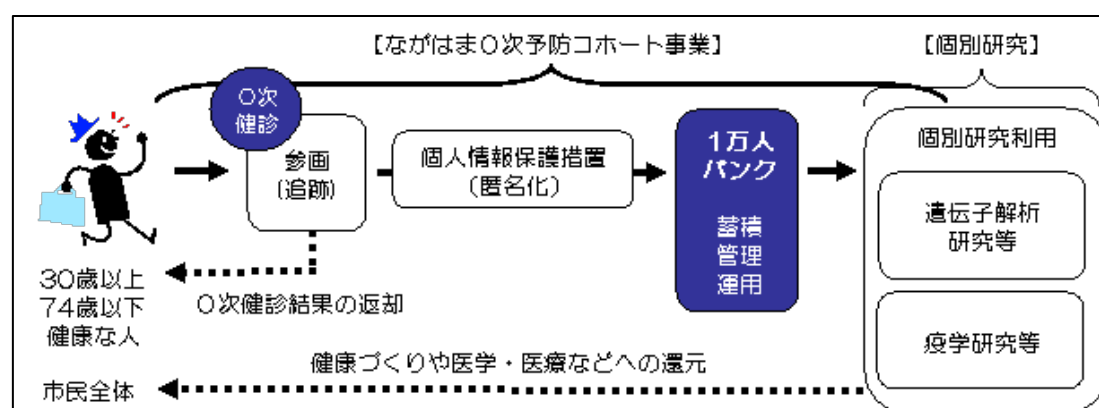 【ながはま0次予防コホート事業】
【個別研究】
0次
健診
参画
(追跡)
個人情報保護措置
(匿名化)
1万人
バンク
蓄積
管理
運用
個別研究利用
遺伝子解析
研究等
疫学研究等
30歳以上
74歳以下
健康な人
0次健診結果の返却
健康づくりや医学・医療などへの還元
市民全体